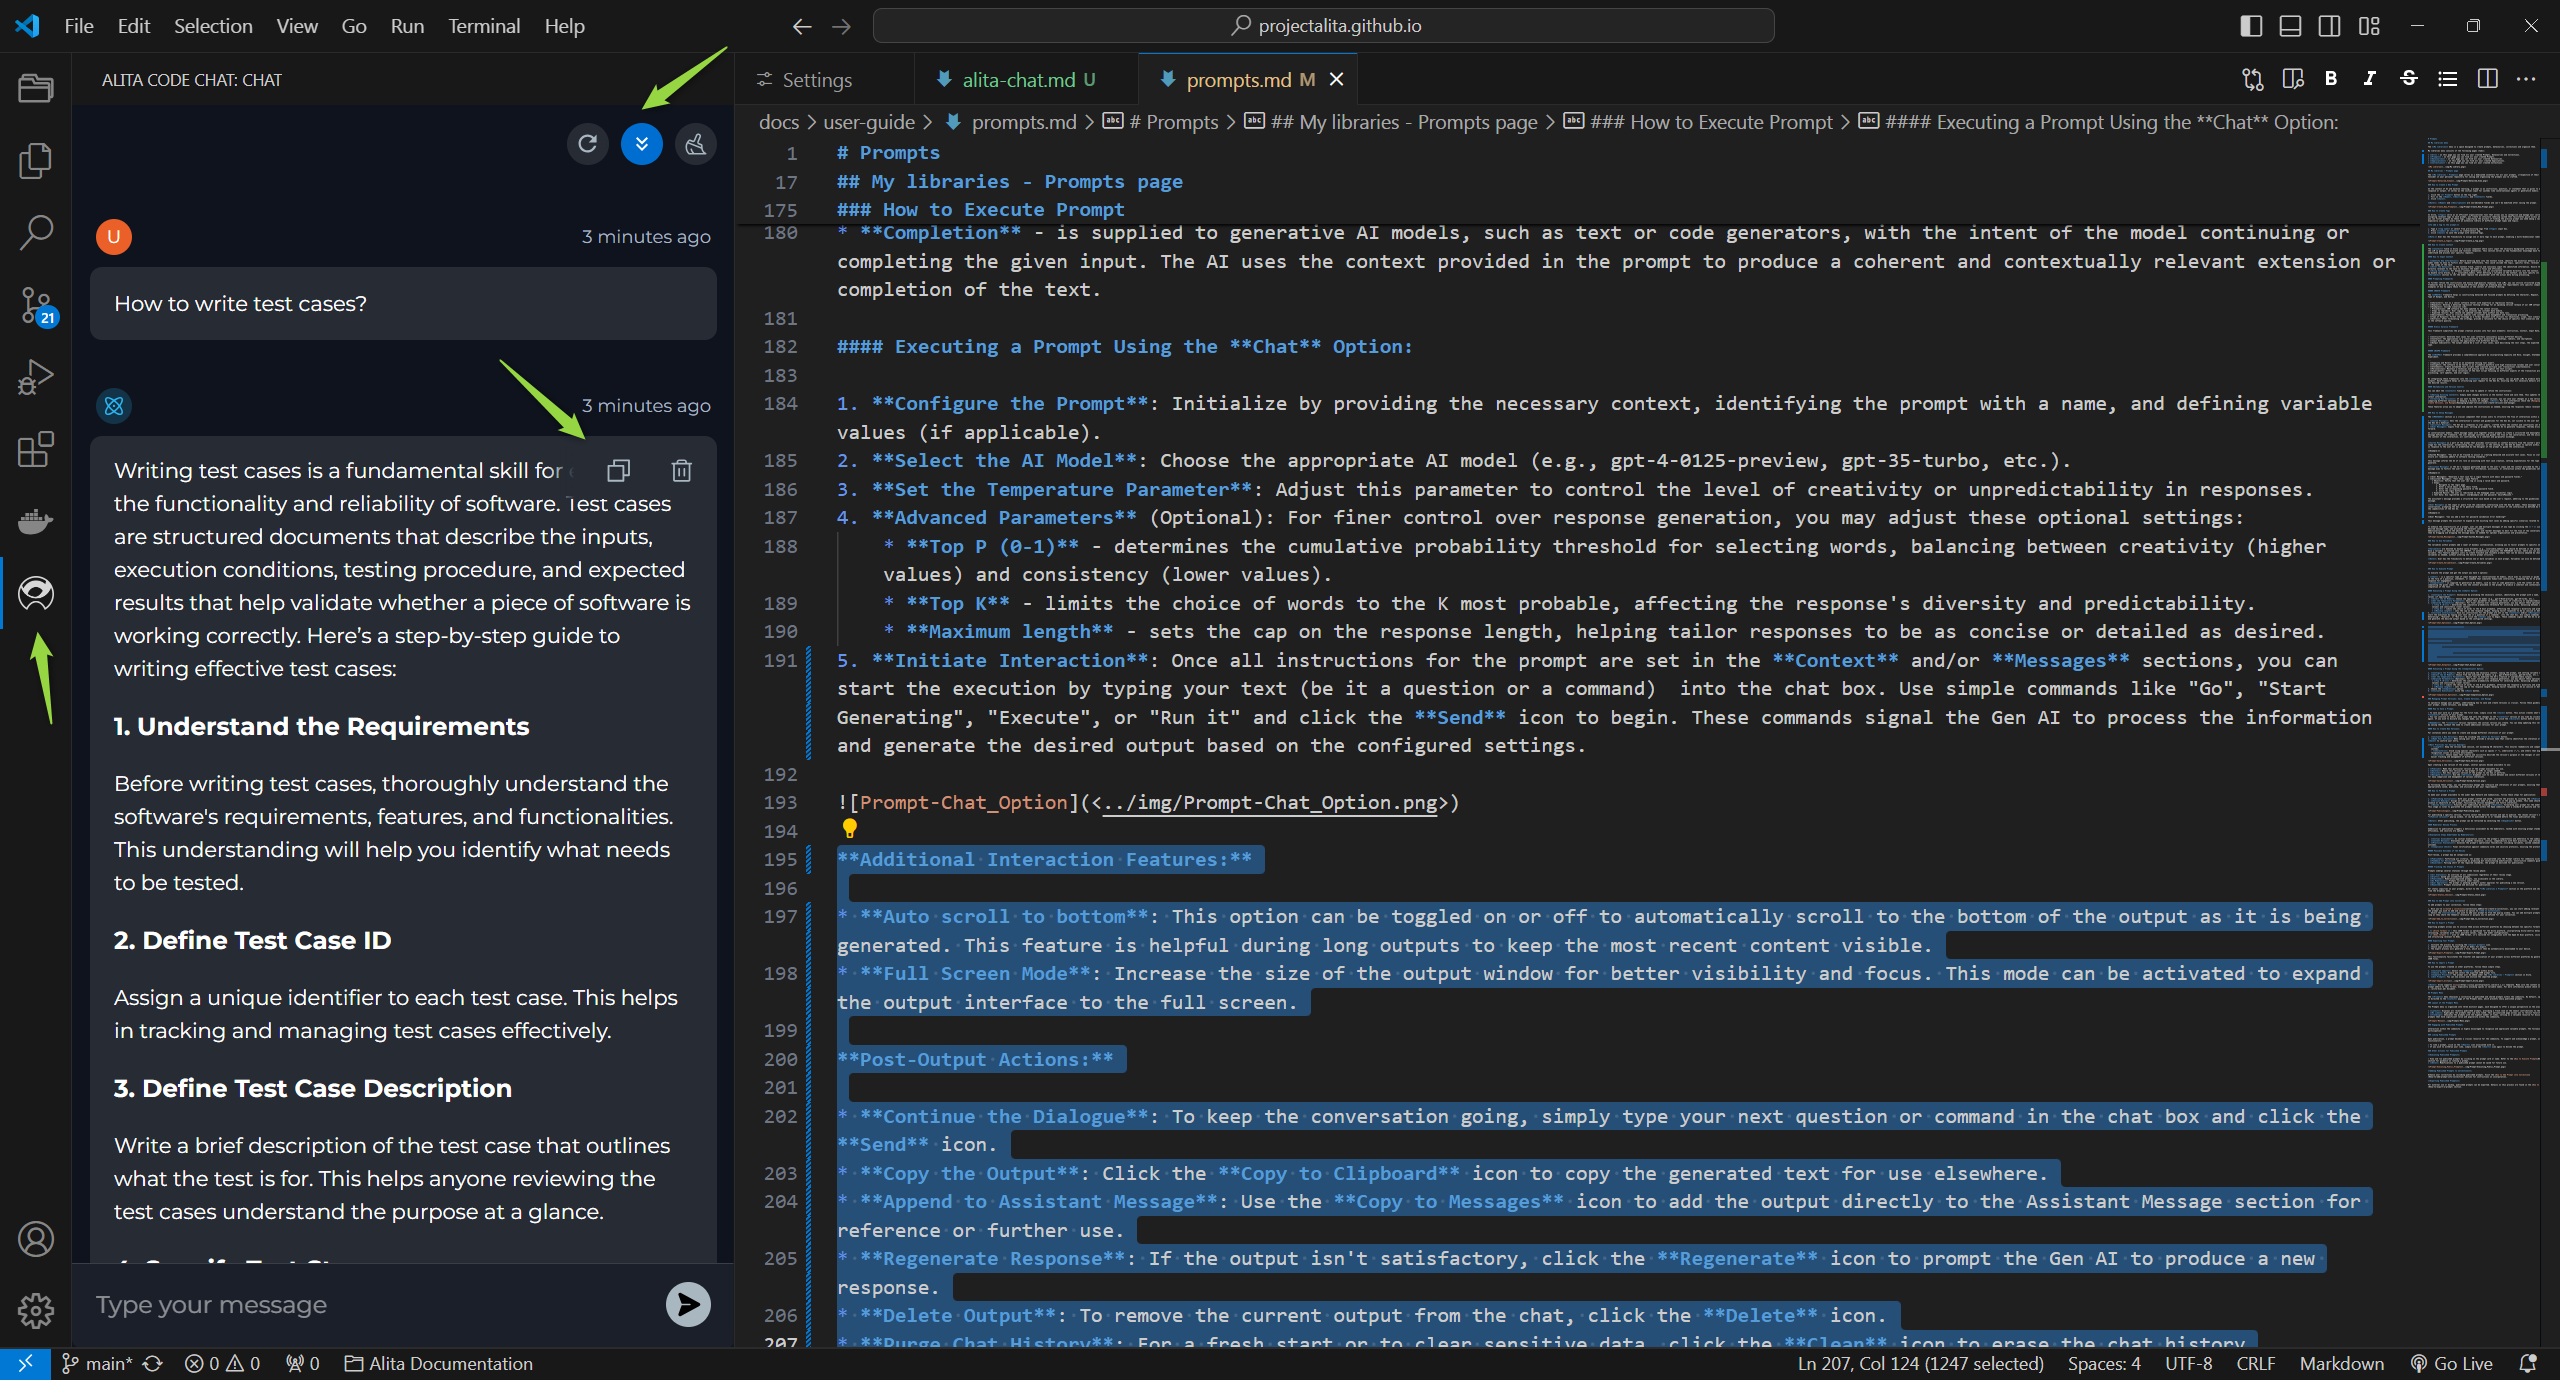 File Edit Selection View Go Run Terminal Help
projectalita.github.io
ALITA CODE CHAT: CHAT
U
3 minutes ago
How to write test cases?
3 minutes ago
Writing test cases is a fundamental skill for
the functionality and reliability of software. Test cases
are structured documents that describe the inputs,
execution conditions, testing procedure, and expected
results that help validate whether a piece of software is
working correctly. Here’s a step-by-step guide to
writing effective test cases:
1. Understand the Requirements
Before writing test cases, thoroughly understand the
software's requirements, features, and functionalities.
This understanding will help you identify what needs
to be tested.
2. Define Test Case ID
Assign a unique identifier to each test case. This helps
in tracking and managing test cases effectively.
3. Define Test Case Description
Write a brief description of the test case that outlines
what the test is for. This helps anyone reviewing the
test cases understand the purpose at a glance.
Type your message
21
Settings alita-chat.md U prompts.md M
docs > user-guide > prompts.md > # Prompts > ## My libraries - Prompts page > ### How to Execute Prompt > #### Executing a Prompt Using the **Chat** Option:
1 # Prompts
17 ## My libraries - Prompts page
175 ### How to Execute Prompt
180 * **Completion** - is supplied to generative AI models, such as text or code generators, with the intent of the model continuing or
completing the given input. The AI uses the context provided in the prompt to produce a coherent and contextually relevant extension or
completion of the text.
181
182 #### Executing a Prompt Using the **Chat** Option:
183
184 1. **Configure the Prompt**: Initialize by providing the necessary context, identifying the prompt with a name, and defining variable
values (if applicable).
185 2. **Select the AI Model**: Choose the appropriate AI model (e.g., gpt-4-0125-preview, gpt-35-turbo, etc.).
186 3. **Set the Temperature Parameter**: Adjust this parameter to control the level of creativity or unpredictability in responses.
187 4. **Advanced Parameters** (Optional): For finer control over response generation, you may adjust these optional settings:
188 * **Top P (0-1)** - determines the cumulative probability threshold for selecting words, balancing between creativity (higher
values) and consistency (lower values).
189 * **Top K** - limits the choice of words to the K most probable, affecting the response's diversity and predictability.
190 * **Maximum length** - sets the cap on the response length, helping tailor responses to be as concise or detailed as desired.
191 5. **Initiate Interaction**: Once all instructions for the prompt are set in the **Context** and/or **Messages** sections, you can
start the execution by typing your text (be it a question or a command)  into the chat box. Use simple commands like "Go", "Start
Generating", "Execute", or "Run it" and click the **Send** icon to begin. These commands signal the Gen AI to process the information
and generate the desired output based on the configured settings.
192
193 ![Prompt-Chat_Option](<../img/Prompt-Chat_Option.png>)
194
195 **Additional Interaction Features:**
196
197 * **Auto scroll to bottom**: This option can be toggled on or off to automatically scroll to the bottom of the output as it is being
generated. This feature is helpful during long outputs to keep the most recent content visible.
198 * **Full Screen Mode**: Increase the size of the output window for better visibility and focus. This mode can be activated to expand
the output interface to the full screen.
199
200 **Post-Output Actions:**
201
202 * **Continue the Dialogue**: To keep the conversation going, simply type your next question or command in the chat box and click the
**Send** icon.
203 * **Copy the Output**: Click the **Copy to Clipboard** icon to copy the generated text for use elsewhere.
204 * **Append to Assistant Message**: Use the **Copy to Messages** icon to add the output directly to the Assistant Message section for
reference or further use.
205 * **Regenerate Response**: If the output isn't satisfactory, click the **Regenerate** icon to prompt the Gen AI to produce a new
response.
206 * **Delete Output**: To remove the current output from the chat, click the **Delete** icon.
207 * **Purge Chat History**: For a fresh start or to clear sensitive data, click the **Clean** icon to erase the chat history.
main* 0 0 0 Alita Documentation
Ln 207, Col 124 (1247 selected) Spaces: 4 UTF-8 CRLF Markdown Go Live